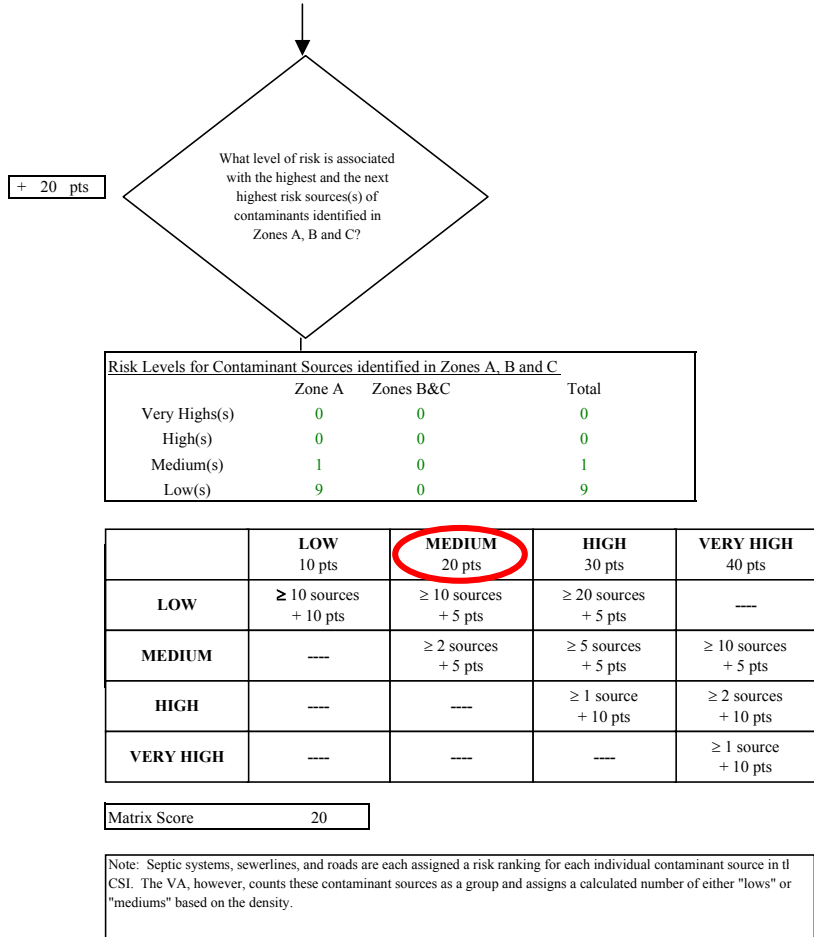 What level of risk is associated
with the highest and the next
highest risk sources(s) of
contaminants identified in
Zones A, B and C?
+ 20 pts
Risk Levels for Contaminant Sources identified in Zones A, B and C
Zone A Zones B&C Total
Very Highs(s) 0 0 0
High(s) 0 0 0
Medium(s) 1 0 1
Low(s) 9 0 9
LOW MEDIUM HIGH VERY HIGH
10 pts 20 pts 30 pts 40 pts
LOW ≥ 10 sources ≥ 10 sources ≥ 20 sources ----
+ 10 pts + 5 pts + 5 pts
MEDIUM ---- ≥ 2 sources ≥ 5 sources ≥ 10 sources
+ 5 pts + 5 pts + 5 pts
HIGH ---- ---- ≥ 1 source ≥ 2 sources
+ 10 pts + 10 pts
VERY HIGH ---- ---- ---- ≥ 1 source
+ 10 pts
Matrix Score 20
Note: Septic systems, sewerlines, and roads are each assigned a risk ranking for each individual contaminant source in
CSI. The VA, however, counts these contaminant sources as a group and assigns a calculated number of either "lows" or
"mediums" based on the density.